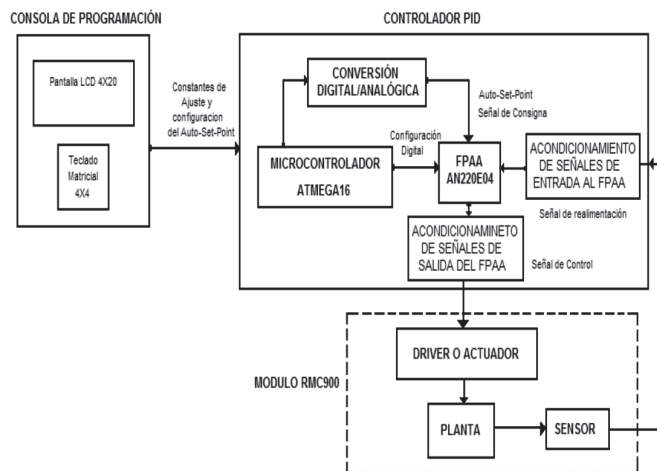 CONSOLA DE PROGRAMACIÓN
Pantalla LCD 4X20
Teclado
Matricial
4X4
Constantes de
Ajuste y
configuracion
del Auto-Set-Point
CONTROLADOR PID
CONVERSIÓN
DIGITAL/ANALÓGICA
Auto-Set-Point
Señal de Consigna
Configuración
Digital
MICROCONTROLADOR
ATMEGA16
FPAA
AN220E04
ACONDICIONAMIENTO
DE SEÑALES DE
ENTRADA AL FPAA
Señal de realimentación
ACONDICIONAMINETO
DE SEÑALES DE
SALIDA DEL FPAA
Señal de Control
MODULO RMC900
DRIVER O ACTUADOR
PLANTA
SENSOR